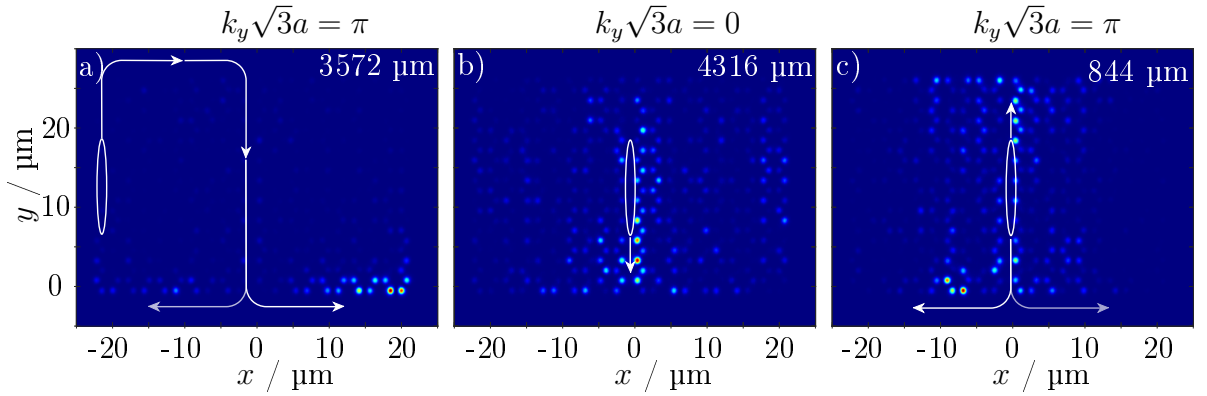 k_y√3a = π
k_y√3a = 0
k_y√3a = π
a)
3572 µm
b)
4316 µm
c)
844 µm
20
10
0
y / µm
-20 -10 0 10 20
-20 -10 0 10 20
-20 -10 0 10 20
x / µm
x / µm
x / µm